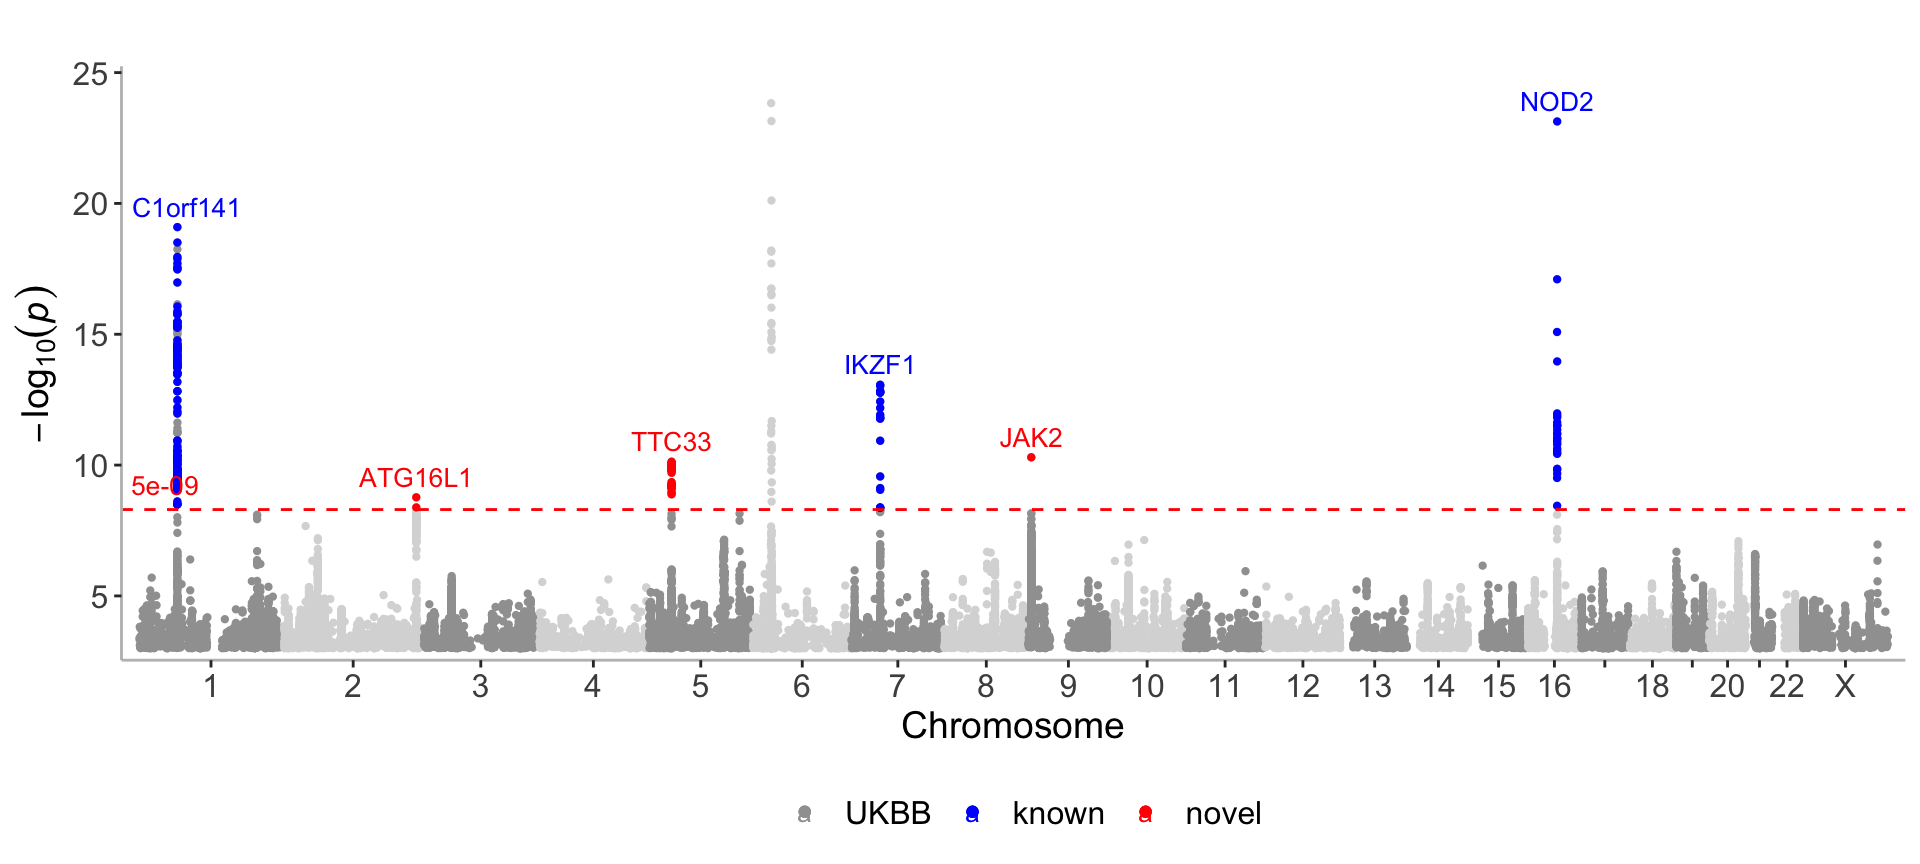 25
NOD2
20
C1orf141
−log10(p)
15
IKZF1
TTC33
JAK2
10
ATG16L1
5e-09
5
1 2 3 4 5 6 7 8 9 10 11 12 13 14 15 16 18 20 22 X
Chromosome
a UKBB a known a novel